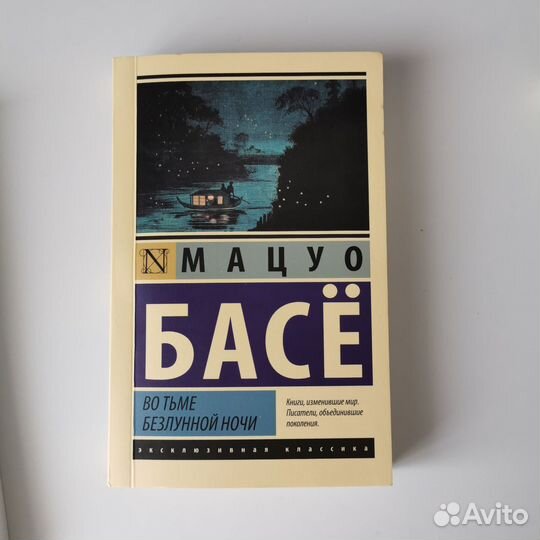 N МАЦУО
БАСЁ
ВО ТЬМЕ
БЕЗЛУННОЙ НОЧИ
Книги, изменившие мир.
Писатели, объединившие
поколения.
эксклюзивная классика
Avito